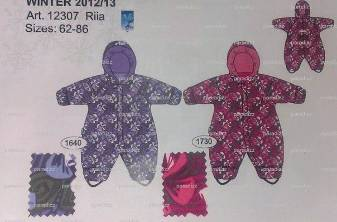 WINTER 2012/13
Art. 12307 Riia
Sizes: 62-86
1640
1730